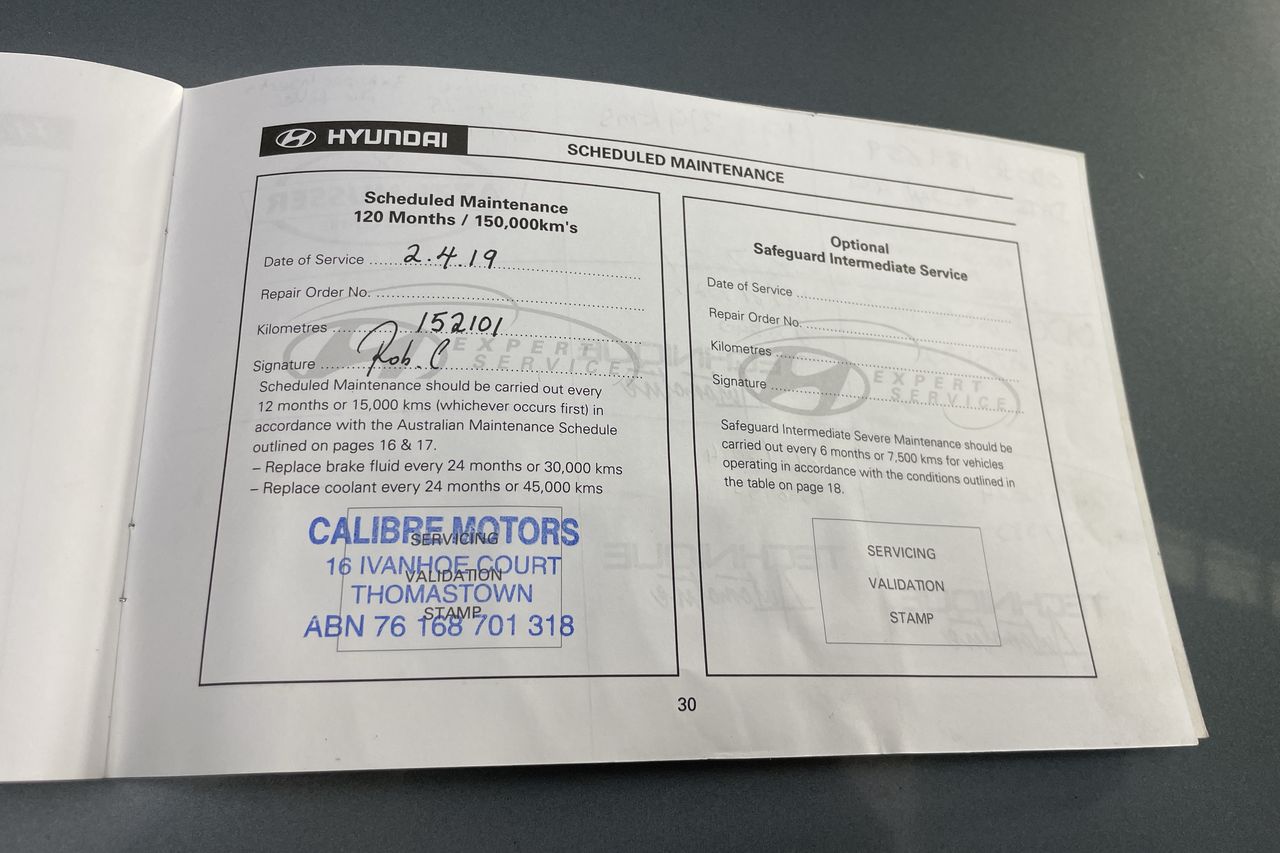 HYUNDAI
SCHEDULED MAINTENANCE
Scheduled Maintenance
120 Months / 150,000km's
Date of Service ...... 2.4.19
Repair Order No. ......
Kilometres ...... 152101
Signature ...... Rob. C
EXPERT
SERVICE
Scheduled Maintenance should be carried out every
12 months or 15,000 kms (whichever occurs first) in
accordance with the Australian Maintenance Schedule
outlined on pages 16 & 17.
– Replace brake fluid every 24 months or 30,000 kms
– Replace coolant every 24 months or 45,000 kms
CALIBRE MOTORS
SERVICING
16 IVANHOE COURT
VALIDATION
THOMASTOWN
STAMP
ABN 76 168 701 318
Optional
Safeguard Intermediate Service
Date of Service ......
Repair Order No. ......
Kilometres ......
Signature ......
EXPERT
SERVICE
Safeguard Intermediate Severe Maintenance should be
carried out every 6 months or 7,500 kms for vehicles
operating in accordance with the conditions outlined in
the table on page 18.
SERVICING
VALIDATION
STAMP
30